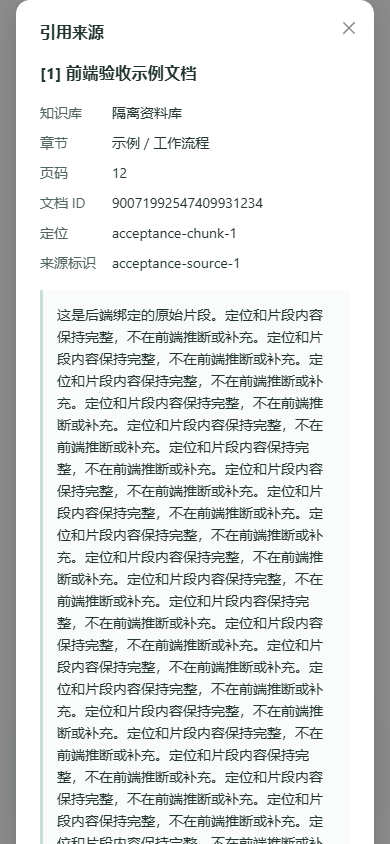 引用来源
[1] 前端验收示例文档
知识库 隔离资料库
章节 示例 / 工作流程
页码 12
文档 ID 90071992547409931234
定位 acceptance-chunk-1
来源标识 acceptance-source-1
这是后端绑定的原始片段。定位和片段内容
保持完整，不在前端推断或补充。定位和片
段内容保持完整，不在前端推断或补充。定
位和片段内容保持完整，不在前端推断或补
充。定位和片段内容保持完整，不在前端推
断或补充。定位和片段内容保持完整，不在
前端推断或补充。定位和片段内容保持完
整，不在前端推断或补充。定位和片段内容
保持完整，不在前端推断或补充。定位和片
段内容保持完整，不在前端推断或补充。定
位和片段内容保持完整，不在前端推断或补
充。定位和片段内容保持完整，不在前端推
断或补充。定位和片段内容保持完整，不在
前端推断或补充。定位和片段内容保持完
整，不在前端推断或补充。定位和片段内容
保持完整，不在前端推断或补充。定位和片
段内容保持完整，不在前端推断或补充。定
位和片段内容保持完整，不在前端推断或补
充。定位和片段内容保持完整，不在前端推
断或补充。定位和片段内容保持完整，不在
前端推断或补充。定位和片段内容保持完
整，不在前端推断或补充。定位和片段内容
保持完整，不在前端推断或补充。定位和片
段内容保持完整，不在前端推断或补充。定
位和片段内容保持完整，不在前端推断或补